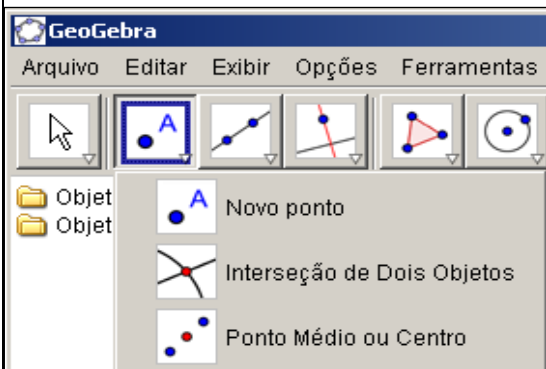 GeoGebra
Arquivo Editar Exibir Opções Ferramentas
A
Objet
Objet
A Novo ponto
Interseção de Dois Objetos
Ponto Médio ou Centro